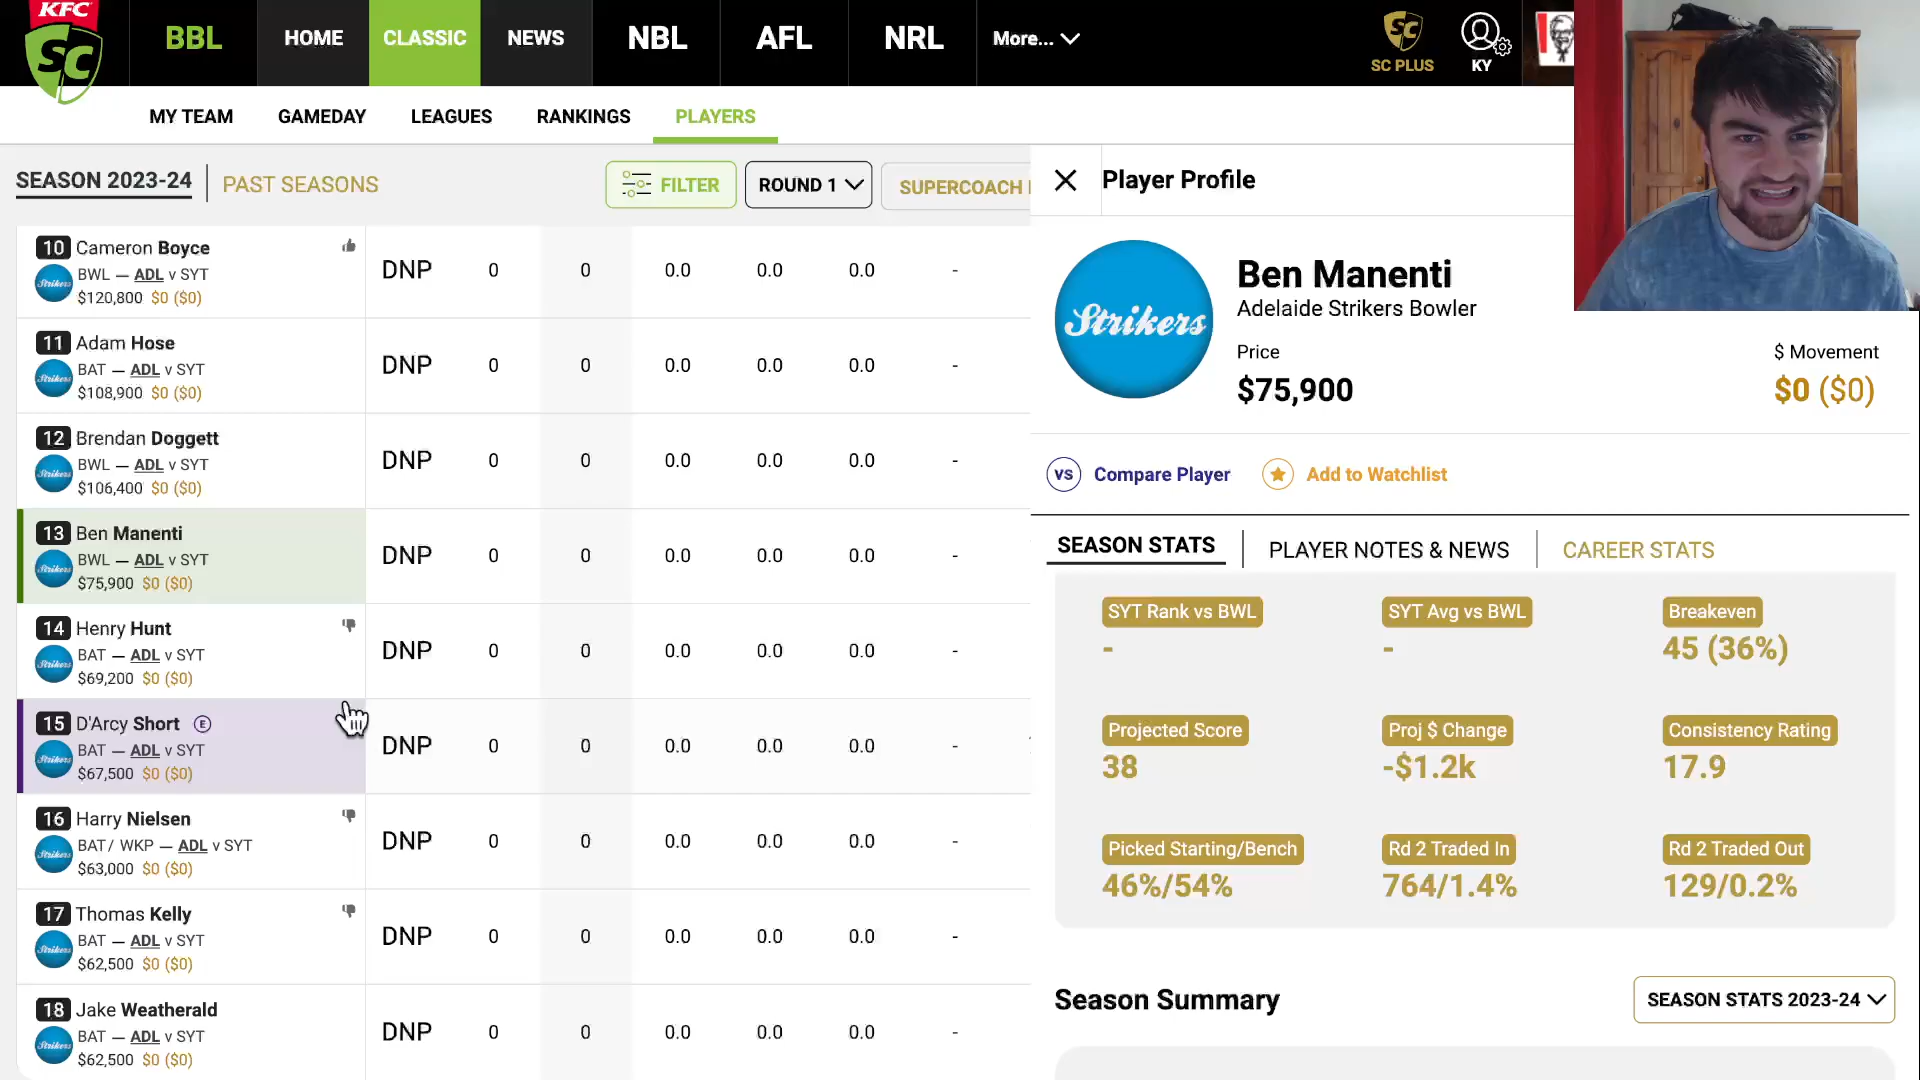 KFC
SC
BBL
HOME
CLASSIC
NEWS
NBL
AFL
NRL
More...
SC
SC PLUS
KY
MY TEAM
GAMEDAY
LEAGUES
RANKINGS
PLAYERS
SEASON 2023-24
PAST SEASONS
FILTER
ROUND 1
SUPERCOACH
10 Cameron Boyce
Strikers
BWL — ADL v SYT
$120,800 $0 ($0)
DNP 0 0 0.0 0.0 0.0 -
11 Adam Hose
Strikers
BAT — ADL v SYT
$108,900 $0 ($0)
DNP 0 0 0.0 0.0 0.0 -
12 Brendan Doggett
Strikers
BWL — ADL v SYT
$106,400 $0 ($0)
DNP 0 0 0.0 0.0 0.0 -
13 Ben Manenti
Strikers
BWL — ADL v SYT
$75,900 $0 ($0)
DNP 0 0 0.0 0.0 0.0 -
14 Henry Hunt
Strikers
BAT — ADL v SYT
$69,200 $0 ($0)
DNP 0 0 0.0 0.0 0.0 -
15 D'Arcy Short E
Strikers
BAT — ADL v SYT
$67,500 $0 ($0)
DNP 0 0 0.0 0.0 0.0 -
16 Harry Nielsen
Strikers
BAT/ WKP — ADL v SYT
$63,000 $0 ($0)
DNP 0 0 0.0 0.0 0.0 -
17 Thomas Kelly
Strikers
BAT — ADL v SYT
$62,500 $0 ($0)
DNP 0 0 0.0 0.0 0.0 -
18 Jake Weatherald
Strikers
BAT — ADL v SYT
$62,500 $0 ($0)
DNP 0 0 0.0 0.0 0.0 -
Player Profile
Strikers
Ben Manenti
Adelaide Strikers Bowler
Price
$75,900
$ Movement
$0 ($0)
VS Compare Player
Add to Watchlist
SEASON STATS
PLAYER NOTES & NEWS
CAREER STATS
SYT Rank vs BWL
-
SYT Avg vs BWL
-
Breakeven
45 (36%)
Projected Score
38
Proj $ Change
-$1.2k
Consistency Rating
17.9
Picked Starting/Bench
46%/54%
Rd 2 Traded In
764/1.4%
Rd 2 Traded Out
129/0.2%
Season Summary
SEASON STATS 2023-24